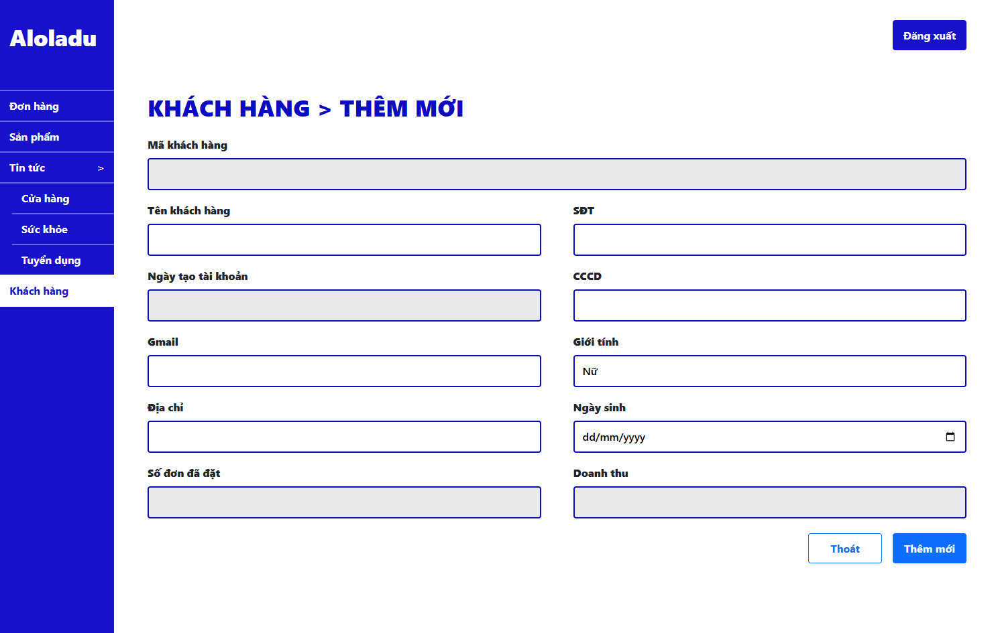 Aloladu
Đăng xuất
Đơn hàng
Sản phẩm
Tin tức >
Cửa hàng
Sức khỏe
Tuyển dụng
Khách hàng
KHÁCH HÀNG > THÊM MỚI
Mã khách hàng
Tên khách hàng
SĐT
Ngày tạo tài khoản
CCCD
Gmail
Giới tính
Nữ
Địa chỉ
Ngày sinh
dd/mm/yyyy
Số đơn đã đặt
Doanh thu
Thoát
Thêm mới